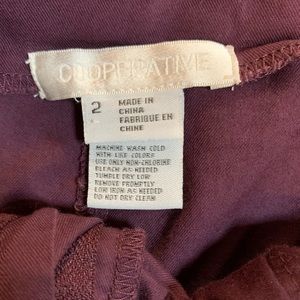 COOPERATIVE
2
MADE IN
CHINA
FABRIQUE EN
CHINE
MACHINE WASH COLD
WITH LIKE COLORS
USE ONLY NON-CHLORINE
BLEACH AS NEEDED
TUMBLE DRY LOW
REMOVE PROMPTLY
LOW IRON AS NEEDED
DO NOT DRY CLEAN